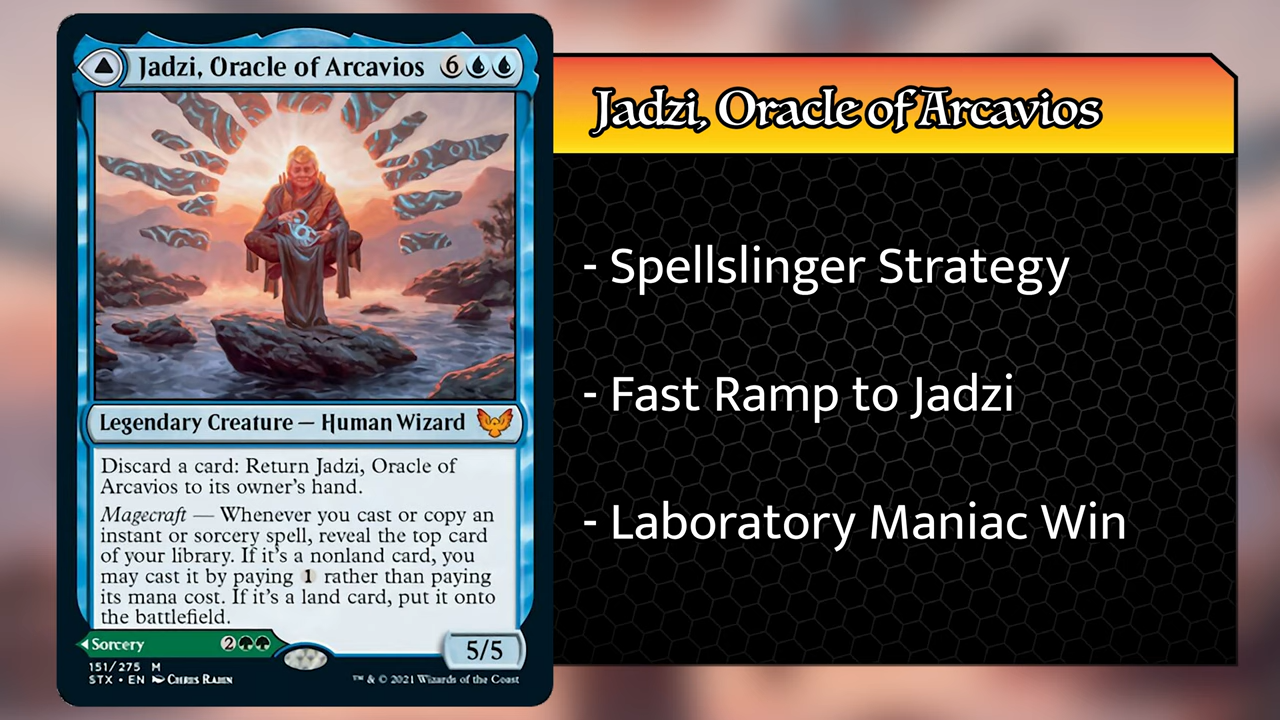 Jadzi, Oracle of Arcavios 6
Legendary Creature — Human Wizard
Discard a card: Return Jadzi, Oracle of
Arcavios to its owner's hand.
Magecraft — Whenever you cast or copy an
instant or sorcery spell, reveal the top card
of your library. If it's a nonland card, you
may cast it by paying 1 rather than paying
its mana cost. If it's a land card, put it onto
the battlefield.
Sorcery 2
5/5
151/275 M
STX • EN Chris Rahn
™ & © 2021 Wizards of the Coast
Jadzi, Oracle of Arcavios
- Spellslinger Strategy
- Fast Ramp to Jadzi
- Laboratory Maniac Win